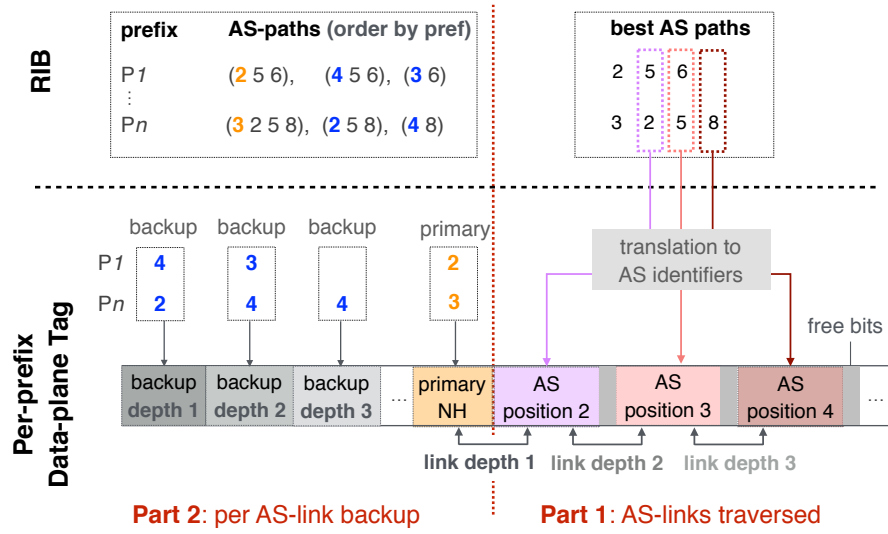 RIB
prefix AS-paths (order by pref)
P1 (2 5 6), (4 5 6), (3 6)
⋮
Pn (3 2 5 8), (2 5 8), (4 8)
best AS paths
2 5 6
3 2 5 8
Per-prefix
Data-plane Tag
backup backup backup primary
P1 4 3 2
Pn 2 4 4 3
translation to
AS identifiers
free bits
backup
depth 1
backup
depth 2
backup
depth 3
...
primary
NH
AS
position 2
AS
position 3
AS
position 4
...
link depth 1 link depth 2 link depth 3
Part 2: per AS-link backup
Part 1: AS-links traversed